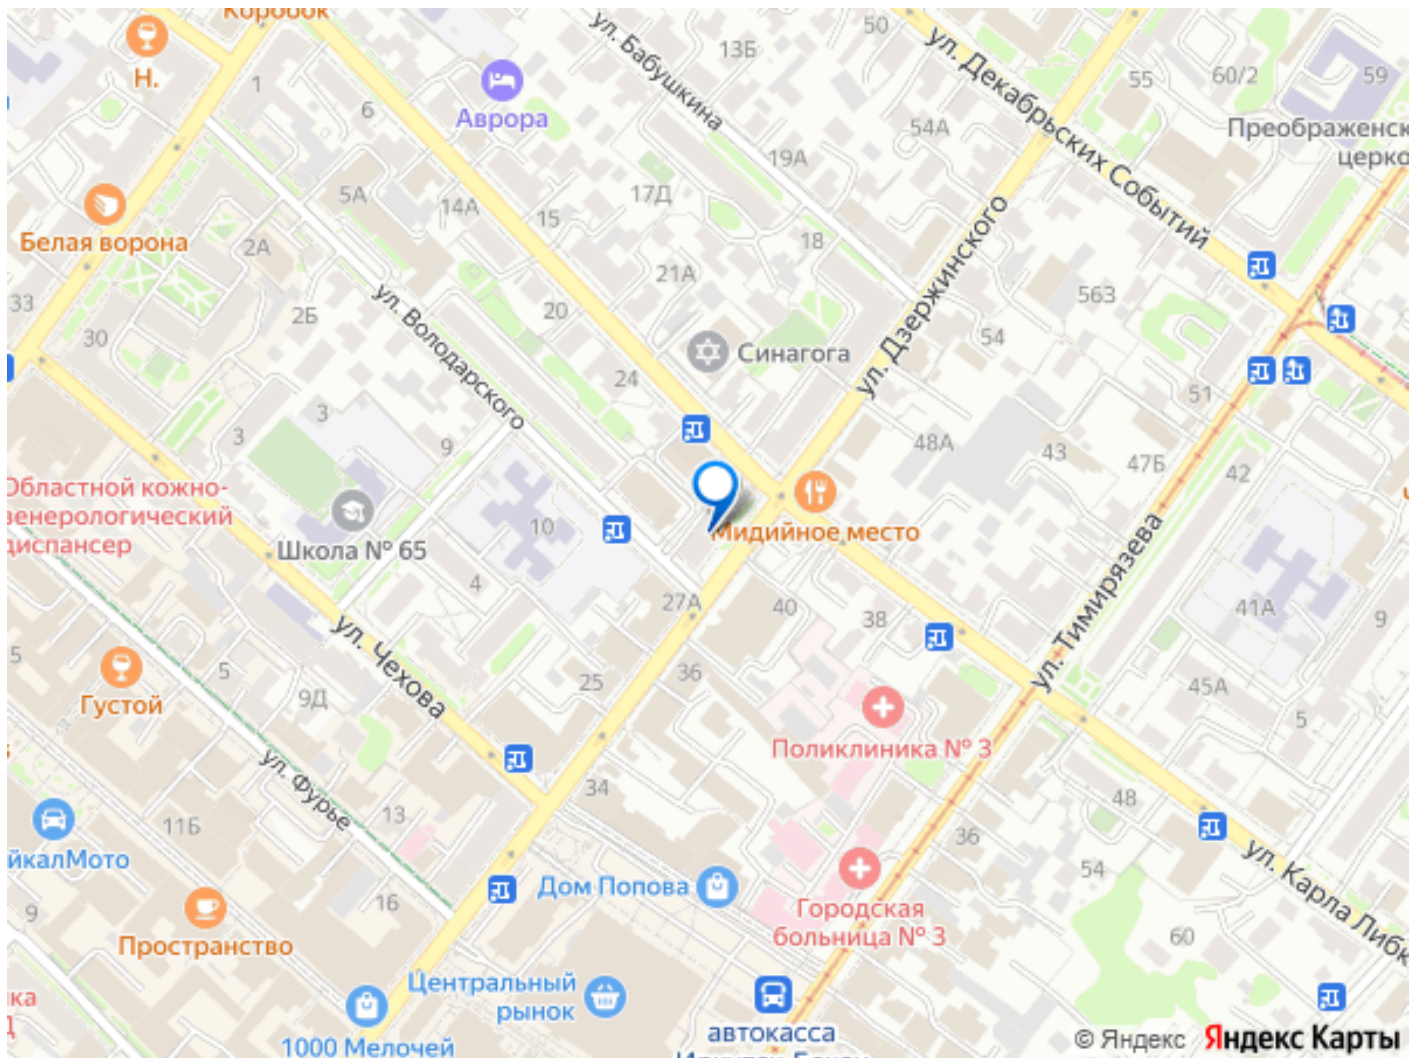 Коробок
Н.
Аврора
ул. Бабушкина
13Б
50
ул. Декабрьских Событий
55
60/2
59
Преображенск
церко
1
6
54А
19А
5А
14А
15
17Д
18
Белая ворона
2А
21А
563
33
2Б
20
ул. Володарского
ул. Дзержинского
54
30
Синагога
24
51
3
3
9
48А
43
47Б
42
Областной кожно-
венерологический
диспансер
Школа № 65
10
Мидийное место
ул. Тимирязева
4
27А
40
38
41А
9
ул. Чехова
5
5
Густой
9Д
25
36
45А
5
Поликлиника № 3
ул. Фурье
34
48
13
11Б
36
йкалМото
54
ул. Карла Либк
Дом Попова
9
16
Пространство
Городская
больница № 3
60
Центральный
рынок
1000 Мелочей
автокасса
© Яндекс
Яндекс Карты